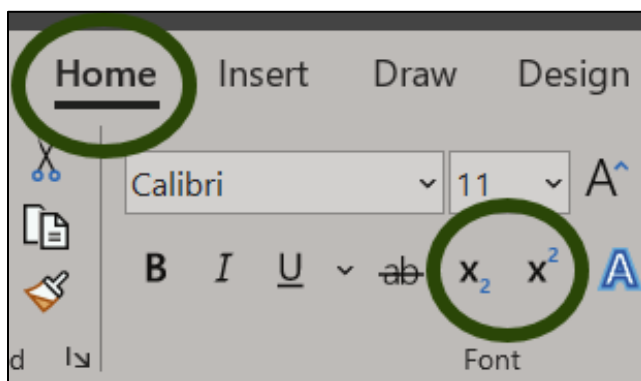 Home Insert Draw Design
Calibri 11 A^
B I U ab x₂ x² A
d Font